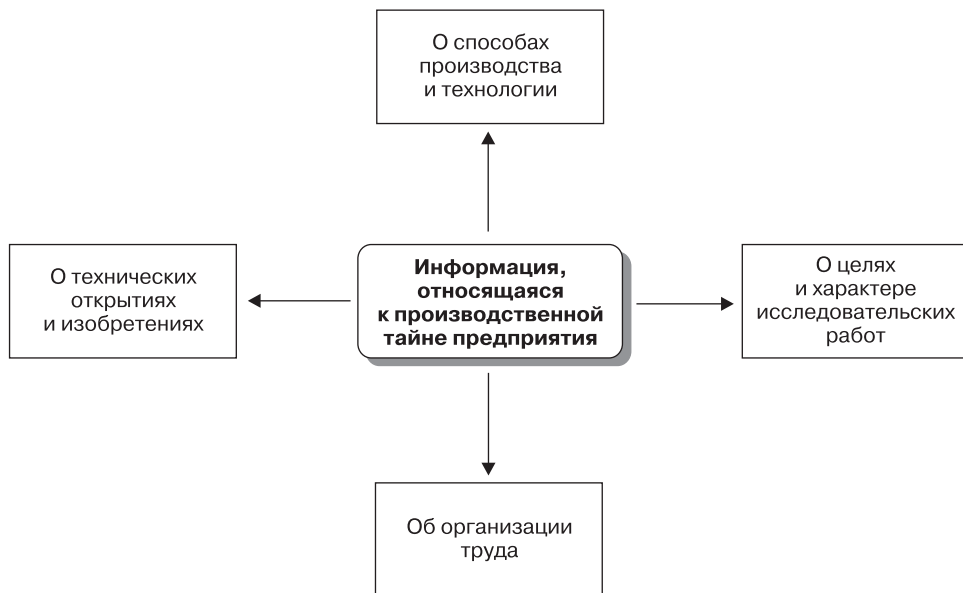 О способах
производства
и технологии
О технических
открытиях
и изобретениях
Информация,
относящаяся
к производственной
тайне предприятия
О целях
и характере
исследовательских
работ
Об организации
труда